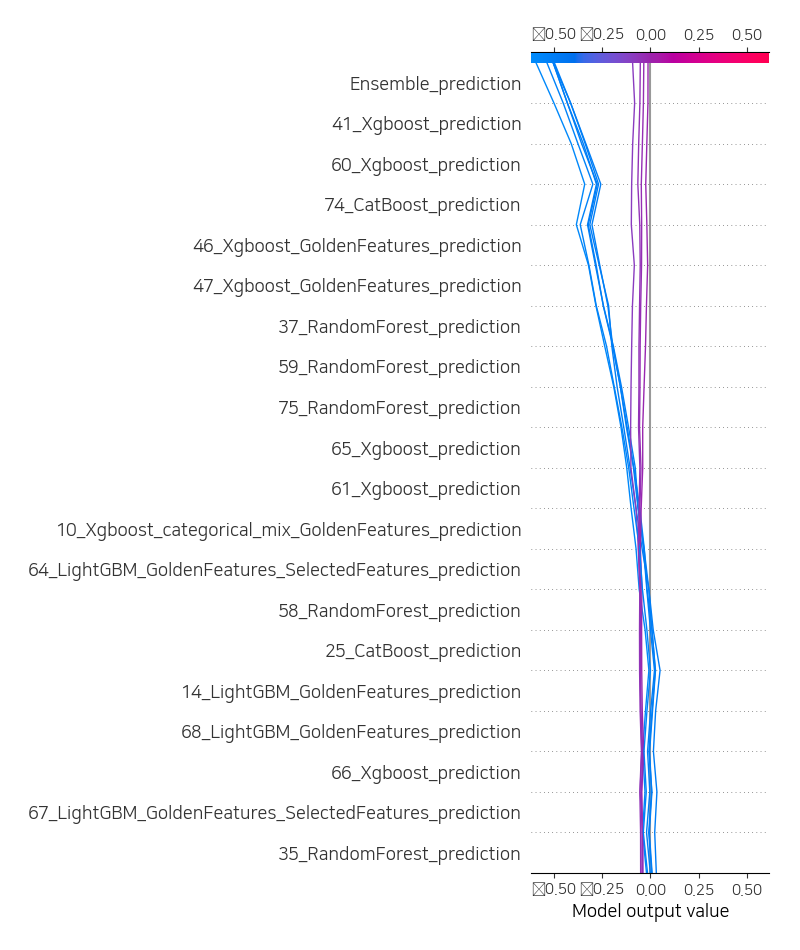 0.50 0.25 0.00 0.25 0.50
Ensemble_prediction
41_Xgboost_prediction
60_Xgboost_prediction
74_CatBoost_prediction
46_Xgboost_GoldenFeatures_prediction
47_Xgboost_GoldenFeatures_prediction
37_RandomForest_prediction
59_RandomForest_prediction
75_RandomForest_prediction
65_Xgboost_prediction
61_Xgboost_prediction
10_Xgboost_categorical_mix_GoldenFeatures_prediction
64_LightGBM_GoldenFeatures_SelectedFeatures_prediction
58_RandomForest_prediction
25_CatBoost_prediction
14_LightGBM_GoldenFeatures_prediction
68_LightGBM_GoldenFeatures_prediction
66_Xgboost_prediction
67_LightGBM_GoldenFeatures_SelectedFeatures_prediction
35_RandomForest_prediction
0.50 0.25 0.00 0.25 0.50
Model output value